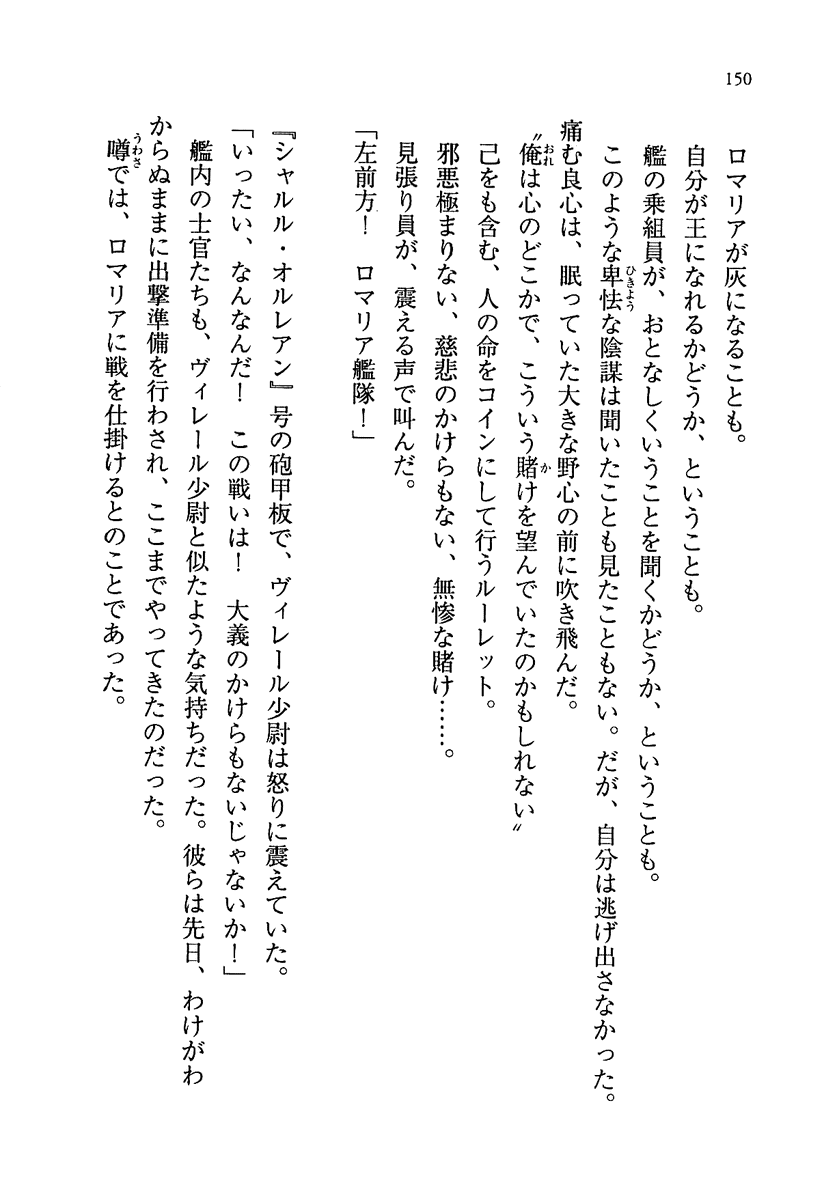 150
ロマリアが灰になることも。
自分が王になれるかどうか、ということも。
艦の乗組員が、おとなしくいうことを聞くかどうか、ということも。
このような卑怯な陰謀は聞いたことも見たこともない。だが、自分は逃げ出さなかった。
痛む良心は、眠っていた大きな野心の前に吹き飛んだ。
〝俺は心のどこかで、こういう賭けを望んでいたのかもしれない〟
己をも含む、人の命をコインにして行うルーレット。
邪悪極まりない、慈悲のかけらもない、無惨な賭け……。
見張り員が、震える声で叫んだ。
「左前方！　ロマリア艦隊！」
『シャルル・オルレアン』号の砲甲板で、ヴィレール少尉は怒りに震えていた。
「いったい、なんなんだ！　この戦いは！　大義のかけらもないじゃないか！」
艦内の士官たちも、ヴィレール少尉と似たような気持ちだった。彼らは先日、わけがわ
からぬままに出撃準備を行わされ、ここまでやってきたのだった。
噂では、ロマリアに戦を仕掛けるとのことであった。